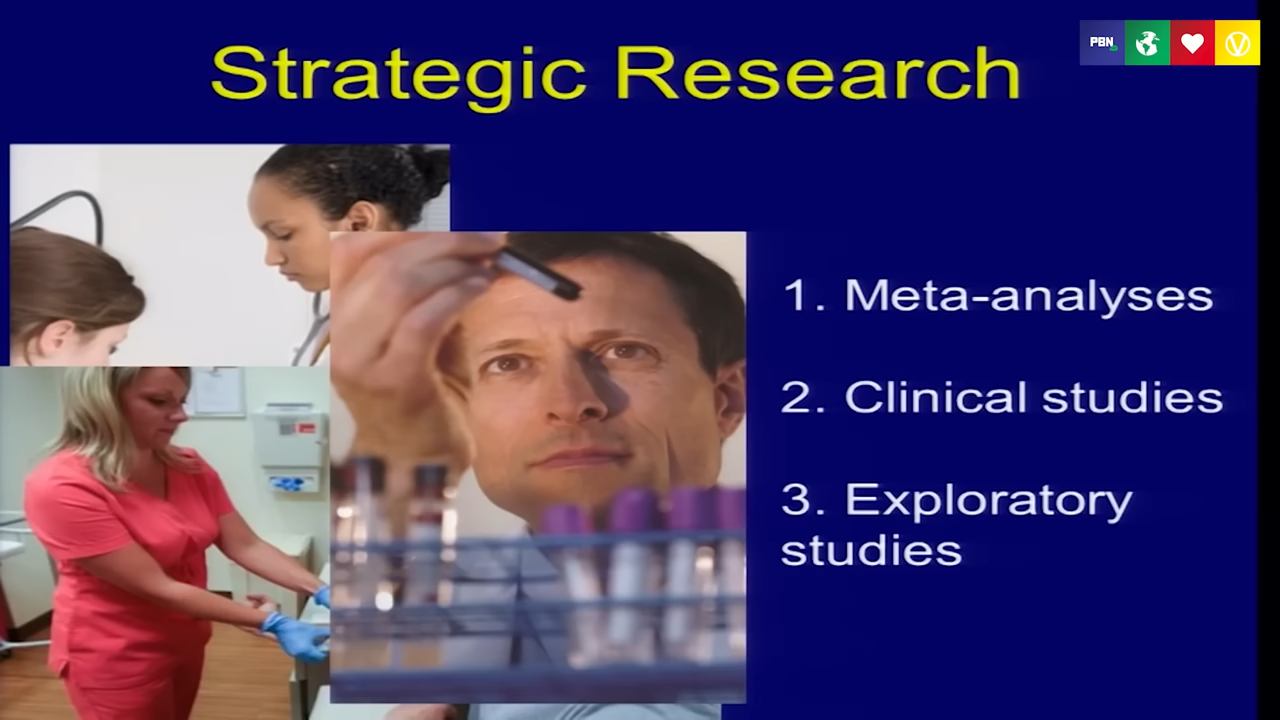 Strategic Research
PBN
1. Meta-analyses
2. Clinical studies
3. Exploratory
studies